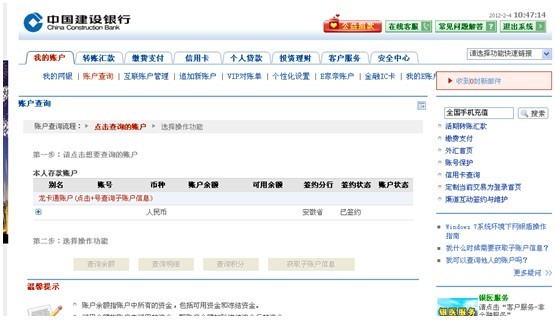 中国建设银行
China Construction Bank
2012-2-4 10:47:14
公益捐款 在线客服 常见问题解答 退出系统
我的账户 转账汇款 缴费支付 信用卡 个人贷款 投资理财 客户服务 安全中心
请选择功能快速链接
我的网银 账户查询 互联账户管理 追加新账户 VIP对账单 个性化设置 E家亲账户 金融IC卡 我的E账户
收到0封新邮件
账户查询
账户查询流程: 点击查询的账户 选择操作功能
第一步:请点击想要查询的账户
本人存款账户
别名 账号 币种 账户余额 可用余额 签约分行 签约状态 账户状态
龙卡通账户(点击+号查询子账户信息)
人民币 安徽省 已签约
第二步:选择操作功能
查询余额 查询明细 查询积分 获取子账户信息
温馨提示
账户余额指账户中所有的资金,包括可用资金和冻结资金。
全国手机充值 搜索
活期转账汇款
缴费支付
外汇首页
账号保护
信用卡查询
定制当前交易为登录首页
渠道互动签约与维护
Windows 7系统环境下网银盾操作
指南
我什么时候需要获取子账户信息?
我可以查询他人的账户吗?
更多疑问 >>
银医服务
请点击“客户服务-非